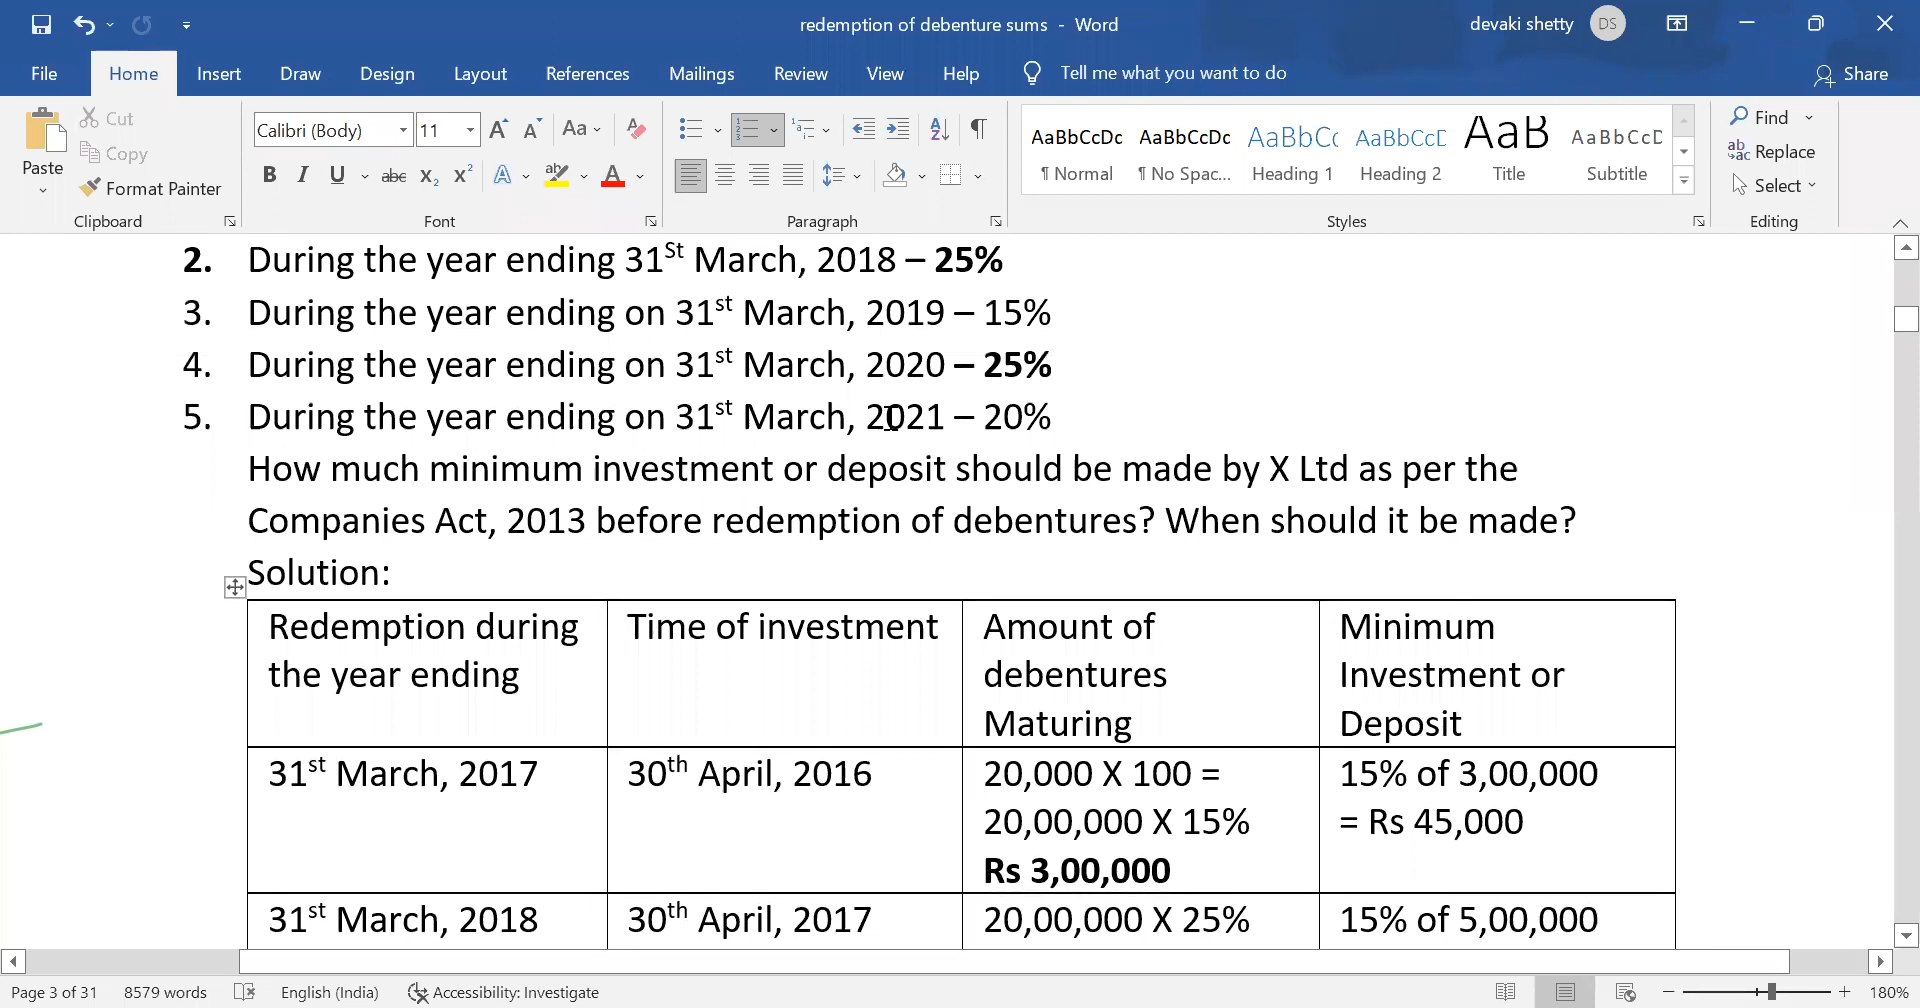 redemption of debenture sums - Word
devaki shetty DS
File Home Insert Draw Design Layout References Mailings Review View Help Tell me what you want to do Share
Paste Cut Copy Format Painter Clipboard
Calibri (Body) 11 Font
Paragraph
AaBbCcDc AaBbCcDc AaBbCc AaBbCcD AaB AaBbCcD
¶ Normal ¶ No Spac... Heading 1 Heading 2 Title Subtitle
Styles
Find Replace Select Editing
2. During the year ending 31St March, 2018 – 25%
3. During the year ending on 31st March, 2019 – 15%
4. During the year ending on 31st March, 2020 – 25%
5. During the year ending on 31st March, 2021 – 20%
How much minimum investment or deposit should be made by X Ltd as per the
Companies Act, 2013 before redemption of debentures? When should it be made?
Solution:
Redemption during Time of investment Amount of Minimum
the year ending debentures Investment or
Maturing Deposit
31st March, 2017 30th April, 2016 20,000 X 100 = 15% of 3,00,000
20,00,000 X 15% = Rs 45,000
Rs 3,00,000
31st March, 2018 30th April, 2017 20,00,000 X 25% 15% of 5,00,000
Page 3 of 31 8579 words English (India) Accessibility: Investigate 180%